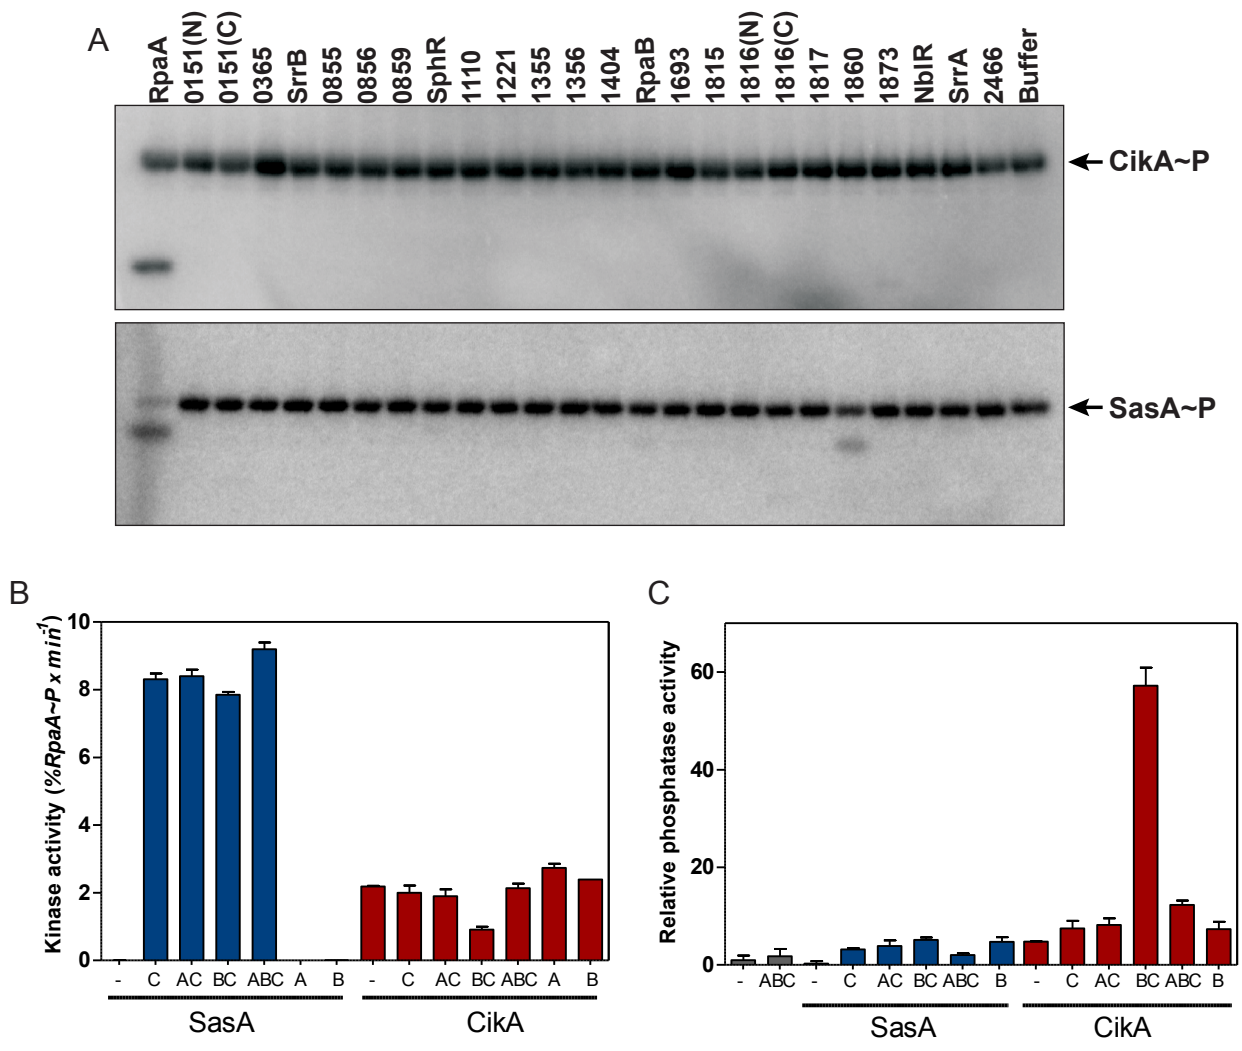 A
RpaA 0151(N) 0151(C) 0365 SrrB 0855 0856 0859 SphR 1110 1221 1355 1356 1404 RpaB 1693 1815 1816(N) 1816(C) 1817 1860 1873 NblR SrrA 2466 Buffer
CikA~P
SasA~P
B
Kinase activity (%RpaA~P x min-1)
10
8
6
4
2
0
- C AC BC ABC A B - C AC BC ABC A B
SasA CikA
C
Relative phosphatase activity
60
40
20
0
- ABC - C AC BC ABC B - C AC BC ABC B
SasA CikA